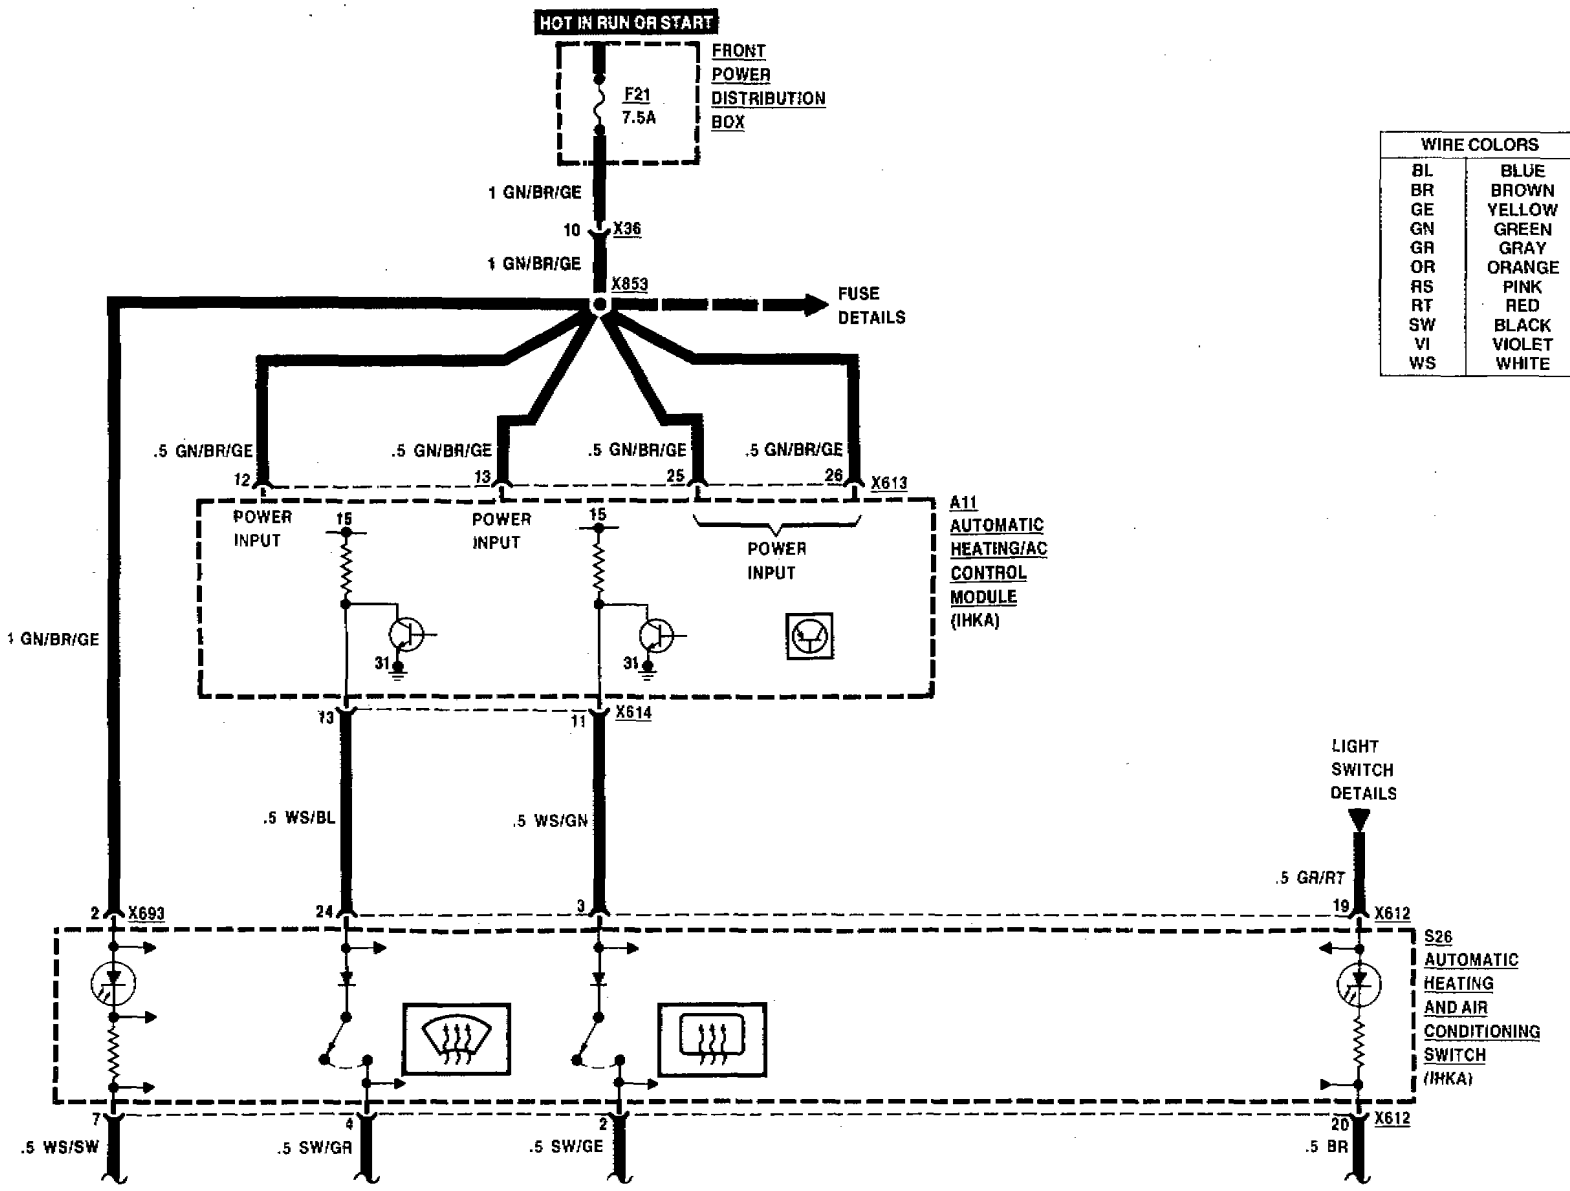 HOT IN RUN OR START
FRONT
POWER
DISTRIBUTION
BOX
F21
7.5A
1 GN/BR/GE
10 X36
1 GN/BR/GE
X853
FUSE
DETAILS
WIRE COLORS
BL BLUE
BR BROWN
GE YELLOW
GN GREEN
GR GRAY
OR ORANGE
RS PINK
RT RED
SW BLACK
VI VIOLET
WS WHITE
.5 GN/BR/GE .5 GN/BR/GE .5 GN/BR/GE .5 GN/BR/GE
12 13 25 26 X613
POWER
INPUT
15
POWER
INPUT
15
POWER
INPUT
A11
AUTOMATIC
HEATING/AC
CONTROL
MODULE
(IHKA)
31 31
1 GN/BR/GE
13 11 X614
.5 WS/BL .5 WS/GN
LIGHT
SWITCH
DETAILS
.5 GR/RT
2 X693 24 3 19 X612
S26
AUTOMATIC
HEATING
AND AIR
CONDITIONING
SWITCH
(IHKA)
7 4 2 20 X612
.5 WS/SW .5 SW/GR .5 SW/GE .5 BR